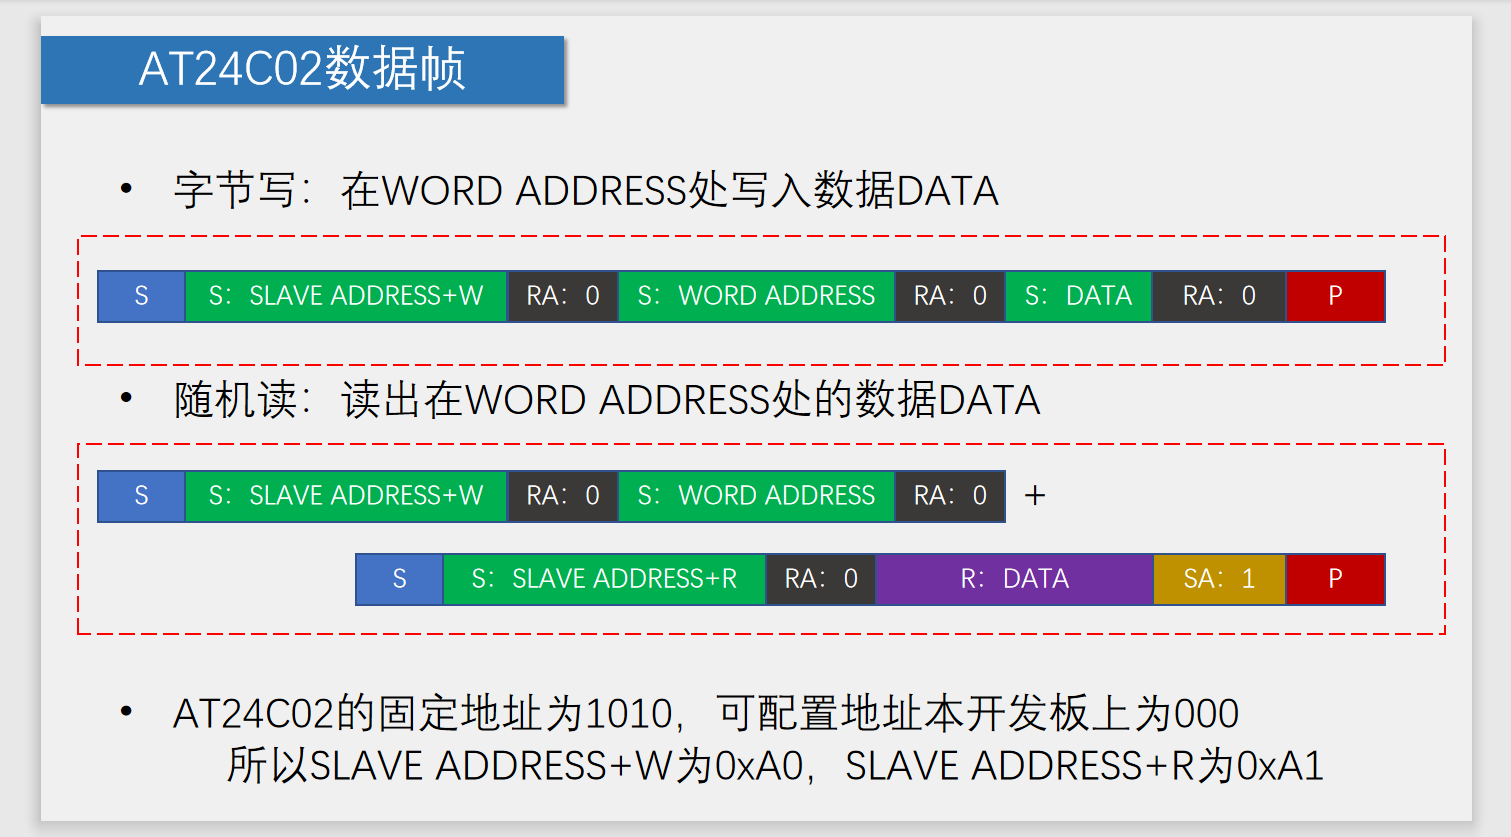 AT24C02数据帧
• 字节写：在WORD ADDRESS处写入数据DATA
S S：SLAVE ADDRESS+W RA：0 S：WORD ADDRESS RA：0 S：DATA RA：0 P
• 随机读：读出在WORD ADDRESS处的数据DATA
S S：SLAVE ADDRESS+W RA：0 S：WORD ADDRESS RA：0 +
S S：SLAVE ADDRESS+R RA：0 R：DATA SA：1 P
• AT24C02的固定地址为1010，可配置地址本开发板上为000
所以SLAVE ADDRESS+W为0xA0，SLAVE ADDRESS+R为0xA1